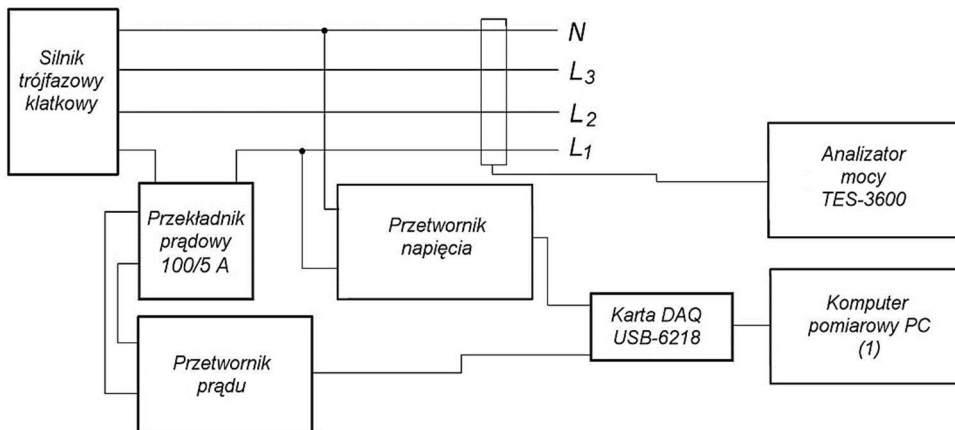 Silnik
trójfazowy
klatkowy
N
L3
L2
L1
Analizator
mocy
TES-3600
Przekładnik
prądowy
100/5 A
Przetwornik
napięcia
Karta DAQ
USB-6218
Komputer
pomiarowy PC
(1)
Przetwornik
prądu